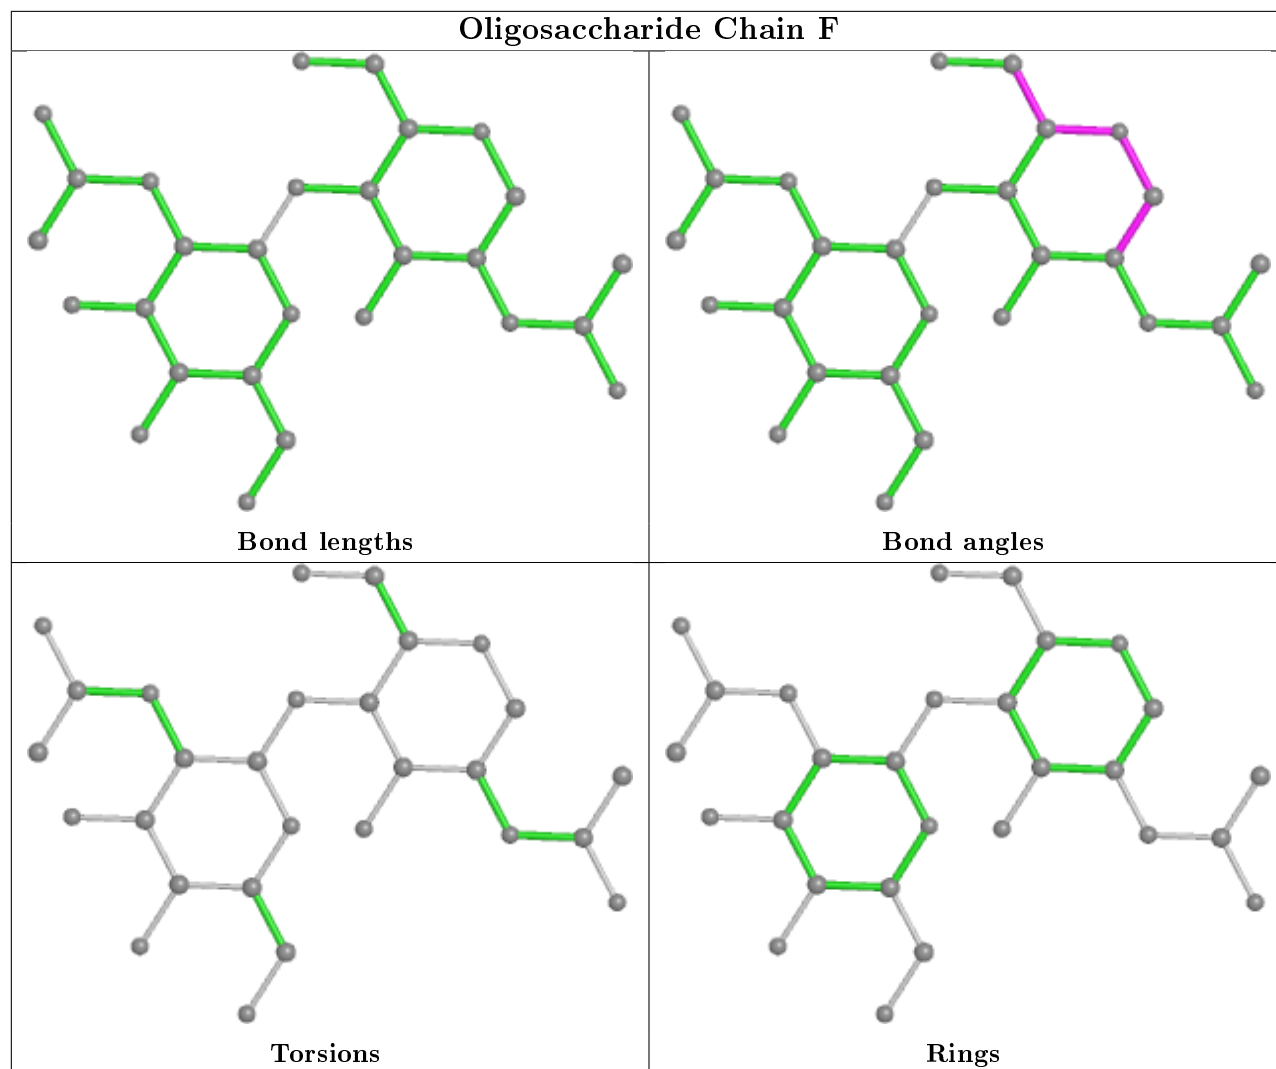 Oligosaccharide Chain F
Bond lengths
Bond angles
Torsions
Rings